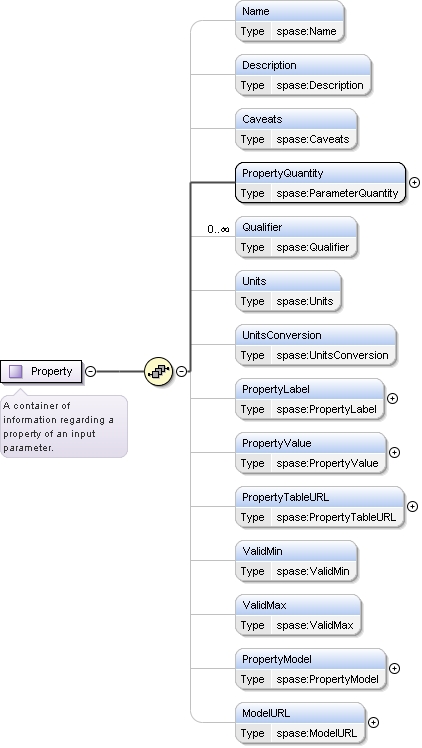 Name
Type spase:Name
Description
Type spase:Description
Caveats
Type spase:Caveats
PropertyQuantity
Type spase:ParameterQuantity
0..∞
Qualifier
Type spase:Qualifier
Units
Type spase:Units
UnitsConversion
Type spase:UnitsConversion
Property
A container of
information regarding a
property of an input
parameter.
PropertyLabel
Type spase:PropertyLabel
PropertyValue
Type spase:PropertyValue
PropertyTableURL
Type spase:PropertyTableURL
ValidMin
Type spase:ValidMin
ValidMax
Type spase:ValidMax
PropertyModel
Type spase:PropertyModel
ModelURL
Type spase:ModelURL